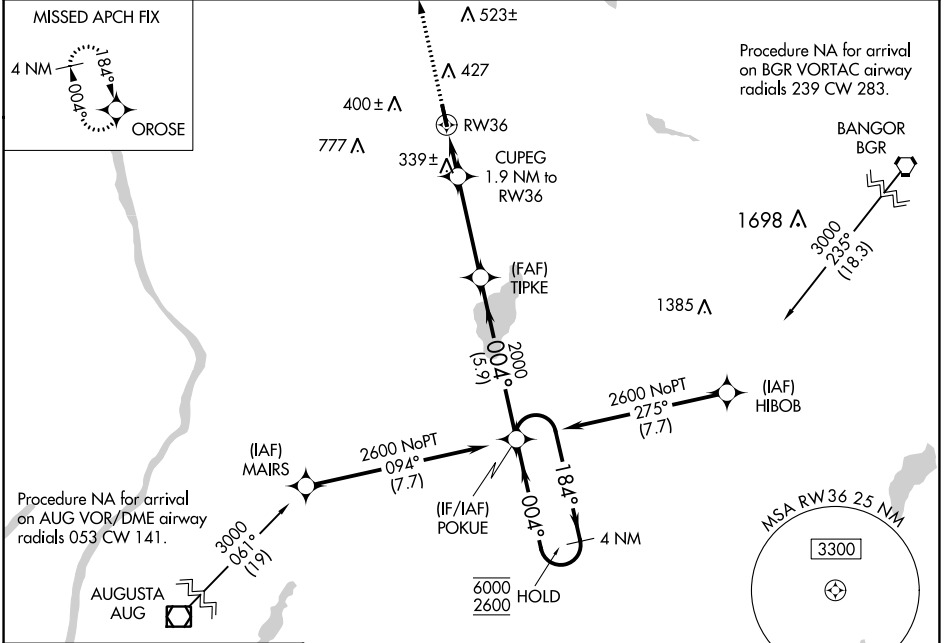 MISSED APCH FIX
4 NM
184°
004°
OROSE
523±
427
400±
RW36
777
339±
CUPEG
1.9 NM to
RW36
Procedure NA for arrival
on BGR VORTAC airway
radials 239 CW 283.
BANGOR
BGR
1698
3000
235°
(18.3)
(FAF)
TIPKE
1385
2000
004°
(5.9)
2600 NoPT
275°
(7.7)
(IAF)
HIBOB
(IAF)
MAIRS
2600 NoPT
094°
(7.7)
(IF/IAF)
POKUE
184°
004°
4 NM
6000
2600
HOLD
Procedure NA for arrival
on AUG VOR/DME airway
radials 053 CW 141.
3000
061°
(19)
AUGUSTA
AUG
MSA RW36 25 NM
3300